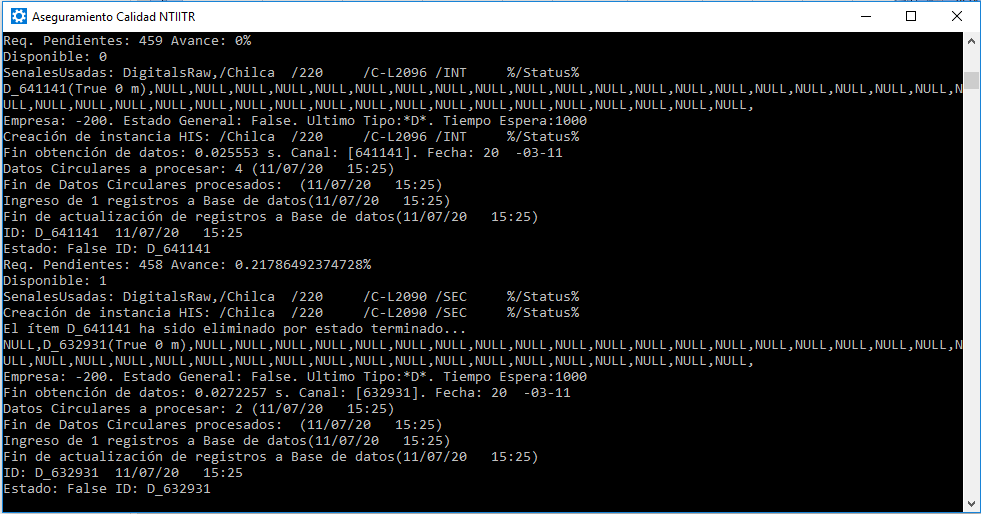 Aseguramiento Calidad NTIITR
Req. Pendientes: 459 Avance: 0%
Disponible: 0
SenalesUsadas: DigitalsRaw,/Chilca  /220     /C-L2096 /INT     %/Status%
D_641141(True 0 m),NULL,NULL,NULL,NULL,NULL,NULL,NULL,NULL,NULL,NULL,NULL,NULL,NULL,NULL,NULL,NULL,NULL,NULL,NULL,N
ULL,NULL,NULL,NULL,NULL,NULL,NULL,NULL,NULL,NULL,NULL,NULL,NULL,NULL,NULL,NULL,NULL,NULL,NULL,
Empresa: -200. Estado General: False. Ultimo Tipo:*D*. Tiempo Espera:1000
Creación de instancia HIS: /Chilca  /220     /C-L2096 /INT     %/Status%
Fin obtención de datos: 0.025553 s. Canal: [641141]. Fecha: 20  -03-11
Datos Circulares a procesar: 4 (11/07/20   15:25)
Fin de Datos Circulares procesados:  (11/07/20   15:25)
Ingreso de 1 registros a Base de datos(11/07/20   15:25)
Fin de actualización de registros a Base de datos(11/07/20   15:25)
ID: D_641141  11/07/20   15:25
Estado: False ID: D_641141
Req. Pendientes: 458 Avance: 0.21786492374728%
Disponible: 1
SenalesUsadas: DigitalsRaw,/Chilca  /220     /C-L2090 /SEC     %/Status%
Creación de instancia HIS: /Chilca  /220     /C-L2090 /SEC     %/Status%
El ítem D_641141 ha sido eliminado por estado terminado...
NULL,D_632931(True 0 m),NULL,NULL,NULL,NULL,NULL,NULL,NULL,NULL,NULL,NULL,NULL,NULL,NULL,NULL,NULL,NULL,NULL,NULL,N
ULL,NULL,NULL,NULL,NULL,NULL,NULL,NULL,NULL,NULL,NULL,NULL,NULL,NULL,NULL,NULL,NULL,NULL,NULL,
Empresa: -200. Estado General: False. Ultimo Tipo:*D*. Tiempo Espera:1000
Fin obtención de datos: 0.0272257 s. Canal: [632931]. Fecha: 20  -03-11
Datos Circulares a procesar: 2 (11/07/20   15:25)
Fin de Datos Circulares procesados:  (11/07/20   15:25)
Ingreso de 1 registros a Base de datos(11/07/20   15:25)
Fin de actualización de registros a Base de datos(11/07/20   15:25)
ID: D_632931  11/07/20   15:25
Estado: False ID: D_632931